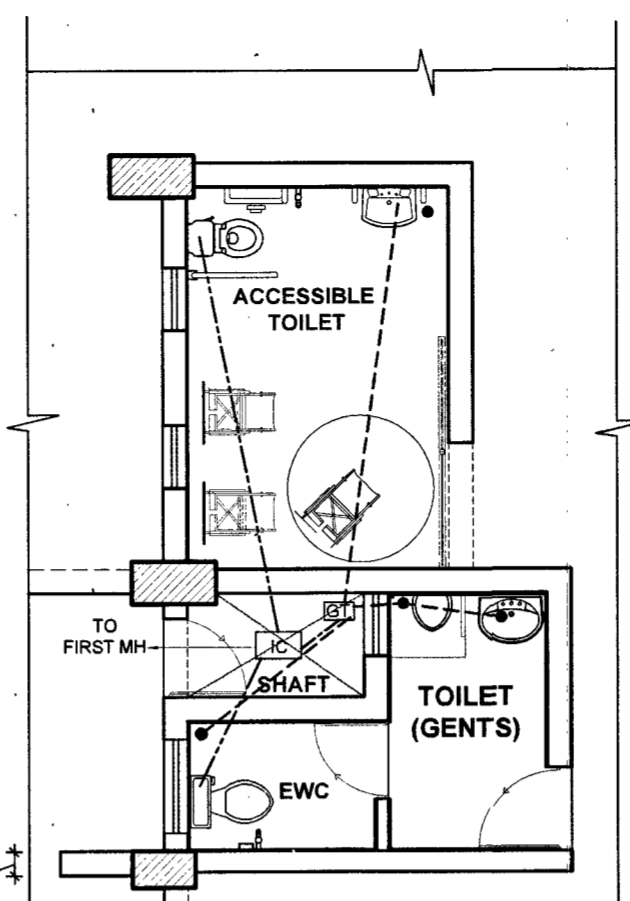 ACCESSIBLE
TOILET
GT
TO
FIRST MH
IC
SHAFT
TOILET
(GENTS)
EWC